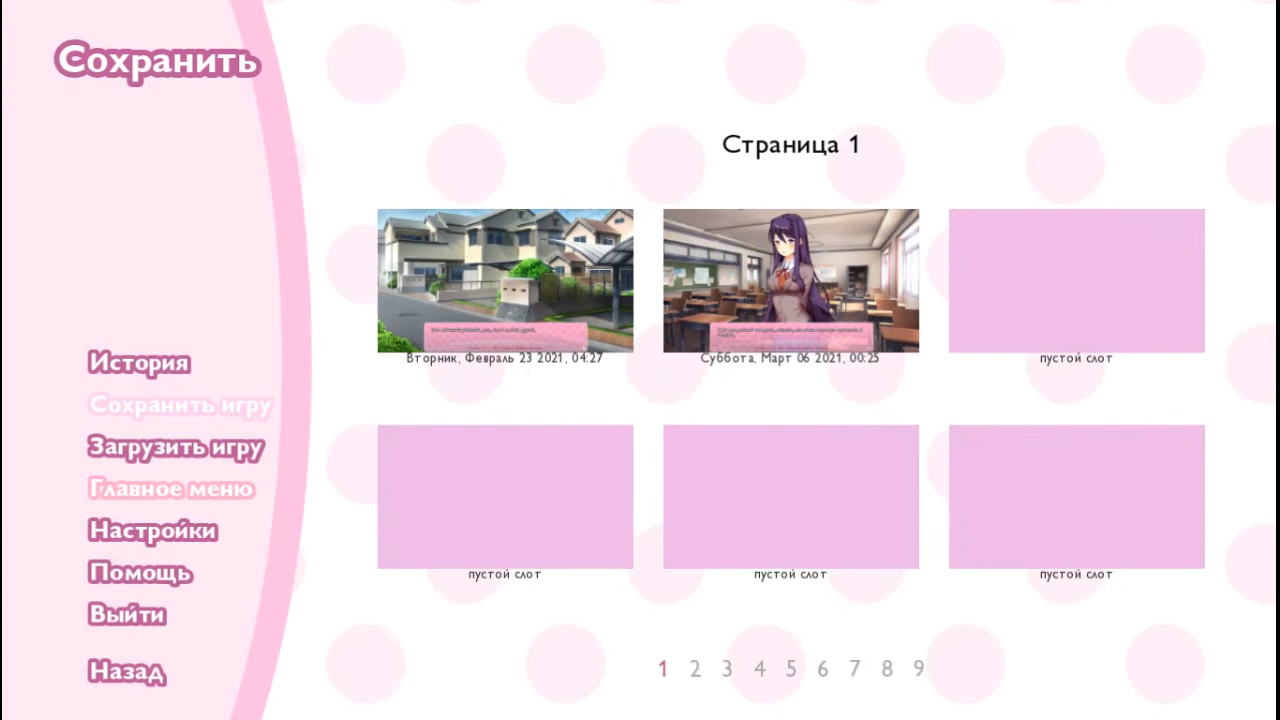 Сохранить
Страница 1
Вторник, Февраль 23 2021, 04:27
Суббота, Март 06 2021, 00:25
пустой слот
пустой слот
пустой слот
пустой слот
История
Сохранить игру
Загрузить игру
Главное меню
Настройки
Помощь
Выйти
Назад
1 2 3 4 5 6 7 8 9